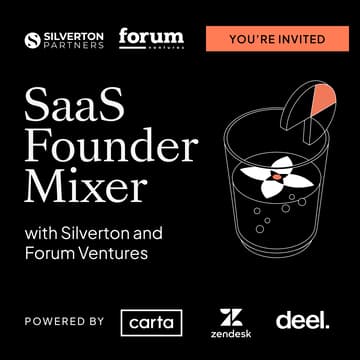 SILVERTON
PARTNERS
forum
ventures
YOU'RE INVITED
SaaS
Founder
Mixer
with Silverton and
Forum Ventures
POWERED BY
carta
zendesk
deel.